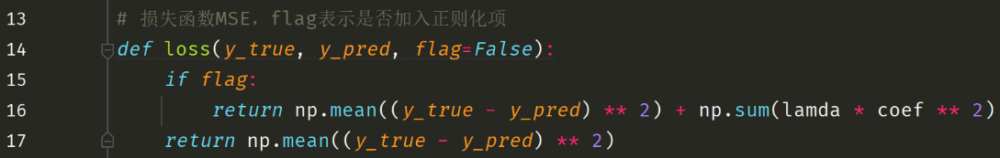 13 # 损失函数MSE，flag表示是否加入正则化项
14 def loss(y_true, y_pred, flag=False):
15 if flag:
16 return np.mean((y_true - y_pred) ** 2) + np.sum(lamda * coef ** 2)
17 return np.mean((y_true - y_pred) ** 2)